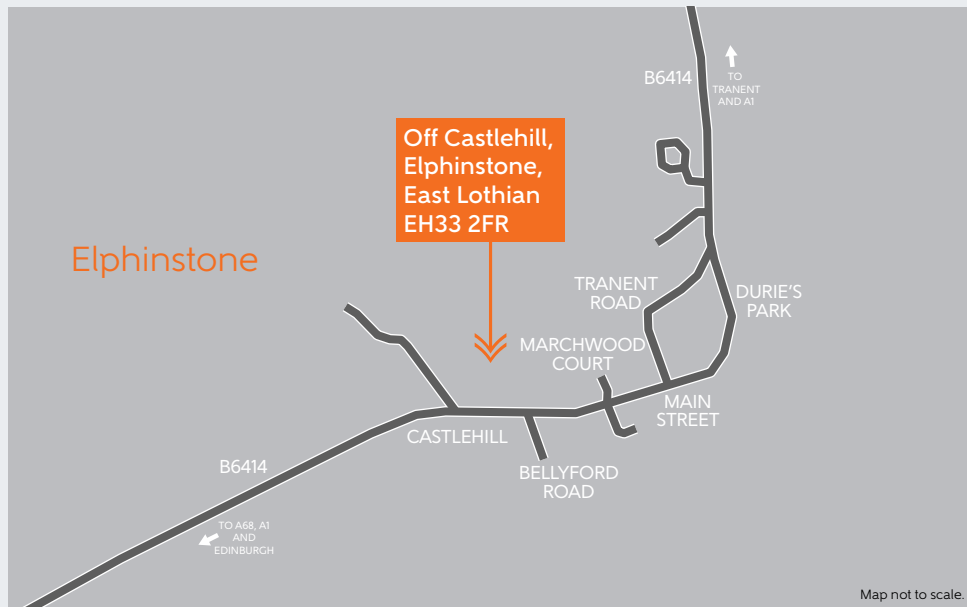 B6414
TO
TRANENT
AND A1
Off Castlehill,
Elphinstone,
East Lothian
EH33 2FR
Elphinstone
TRANENT
ROAD
DURIE'S
PARK
MARCHWOOD
COURT
MAIN
STREET
CASTLEHILL
BELLYFORD
ROAD
B6414
TO A68, A1
AND
EDINBURGH
Map not to scale.